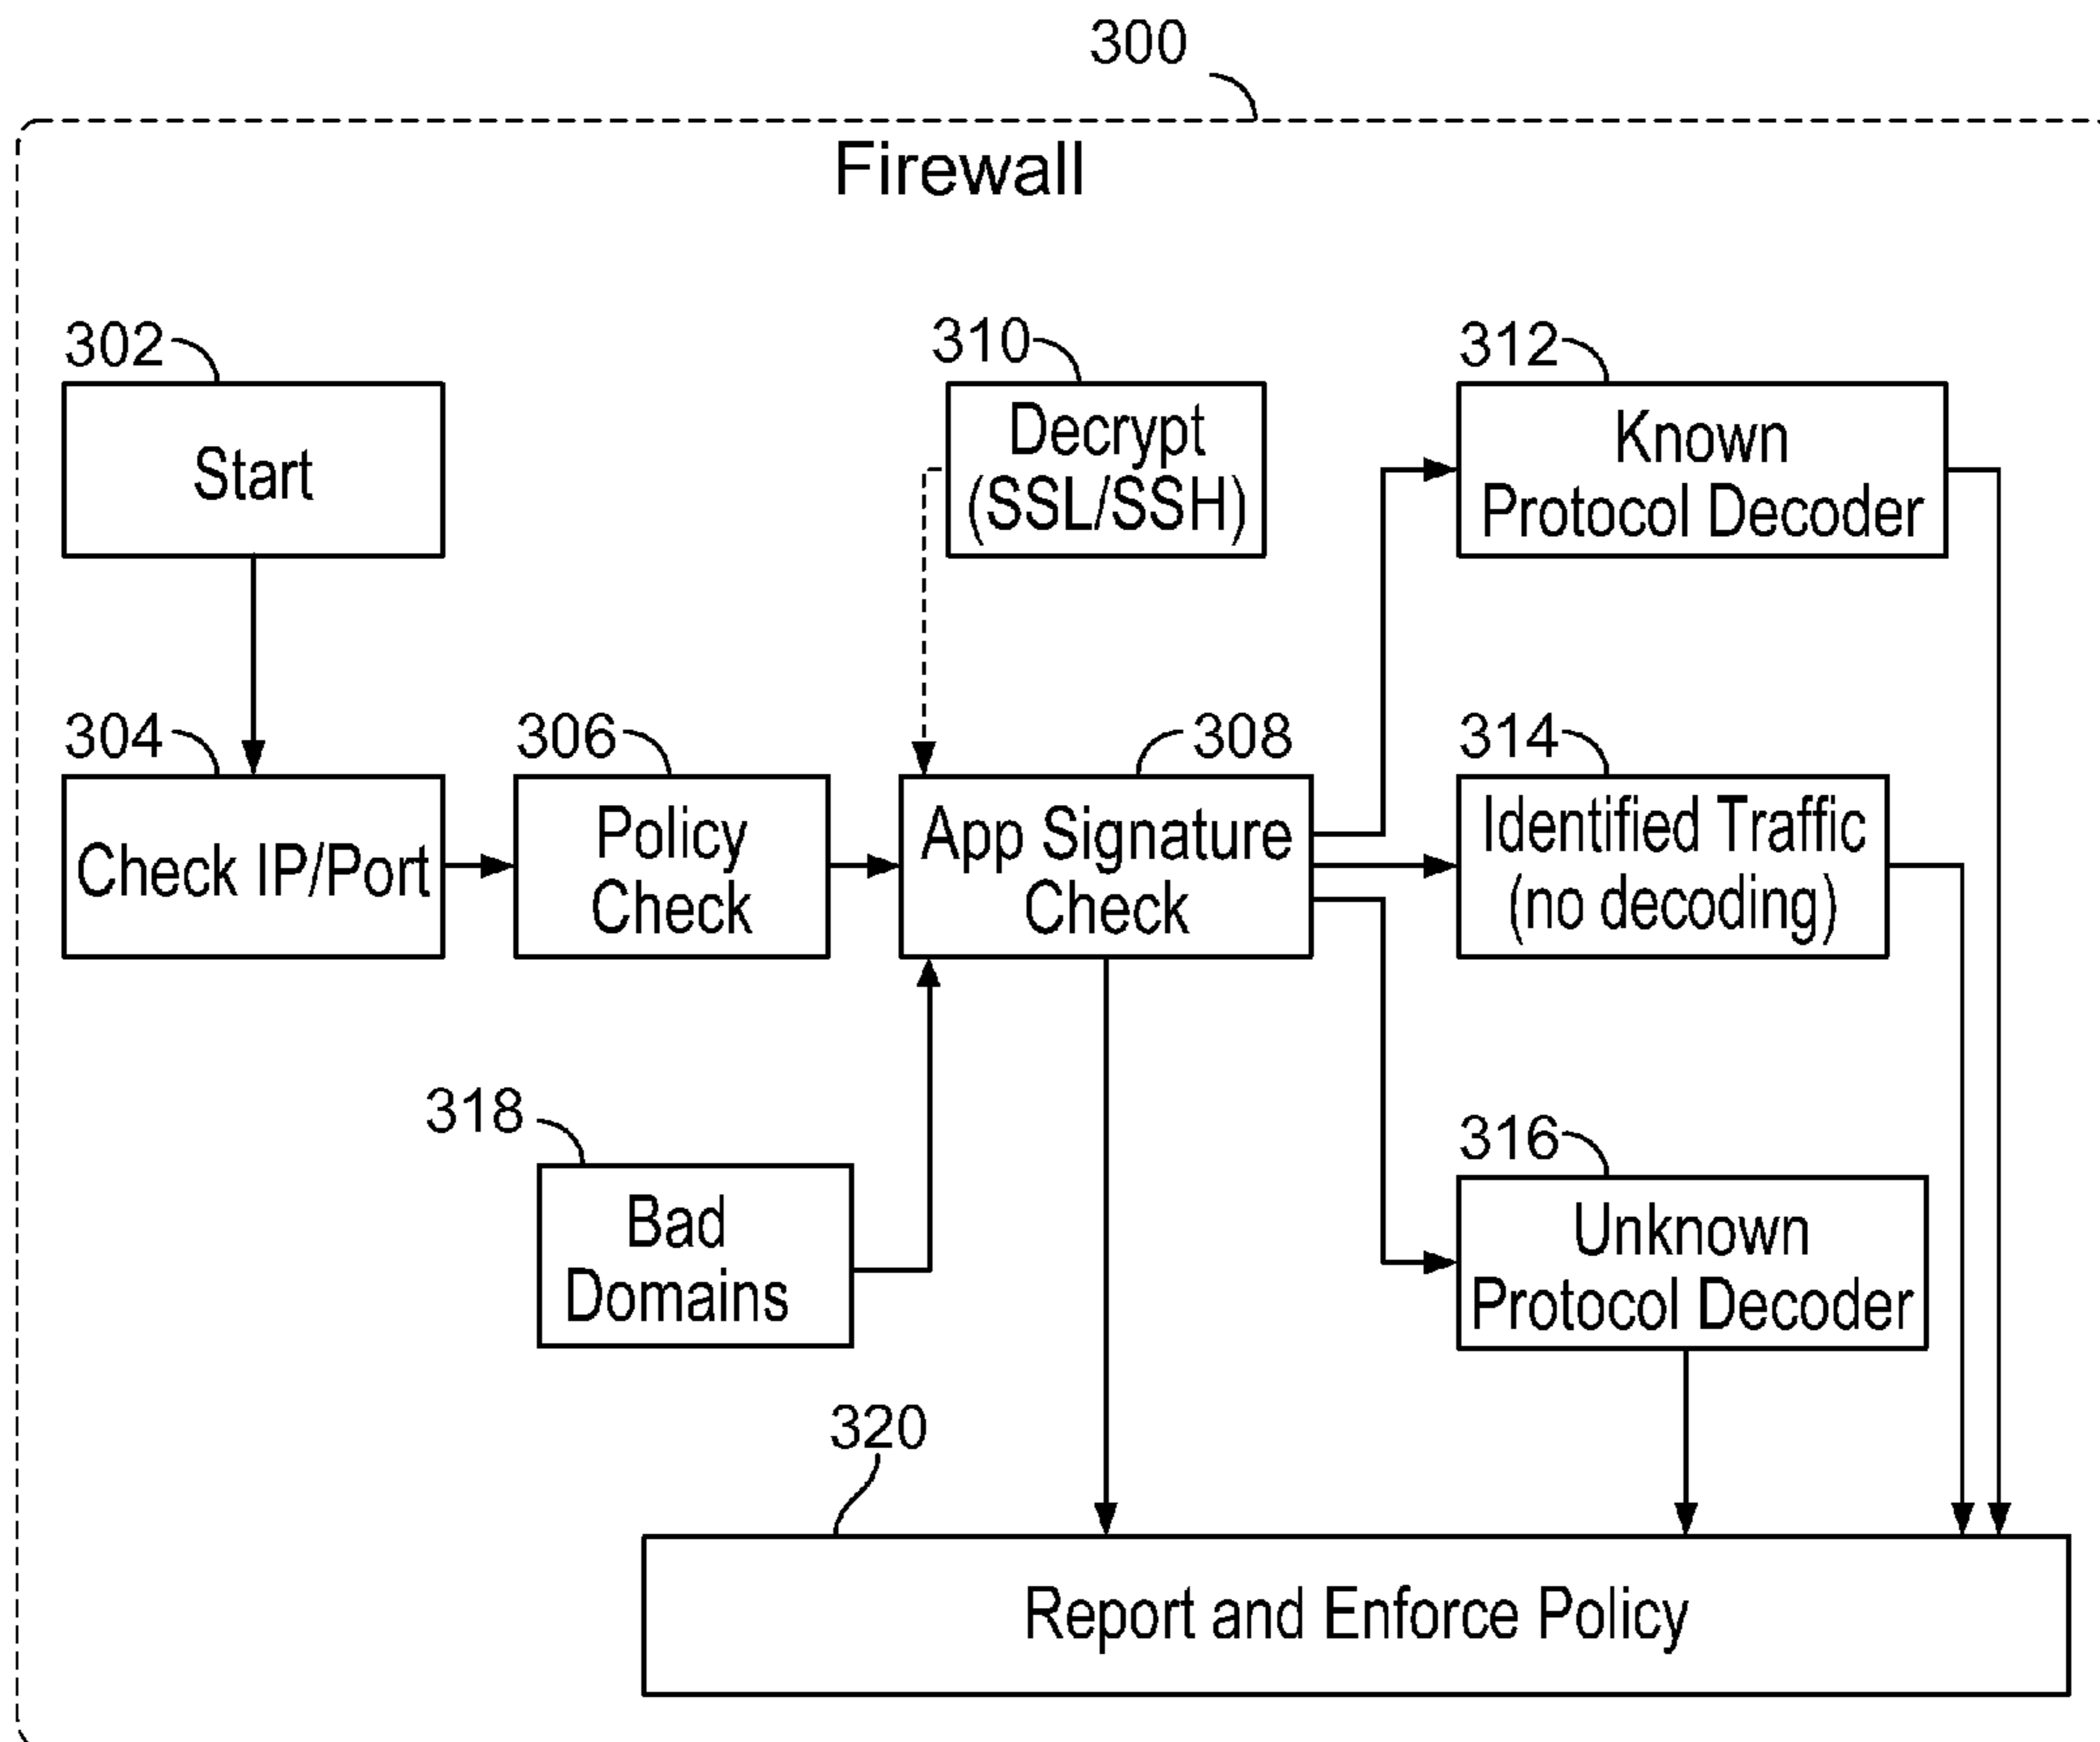 300
Firewall
302
310
312
Start
Decrypt
(SSL/SSH)
Known
Protocol Decoder
304
306
308
314
Check IP/Port
Policy
Check
App Signature
Check
Identified Traffic
(no decoding)
318
316
Bad
Domains
Unknown
Protocol Decoder
320
Report and Enforce Policy